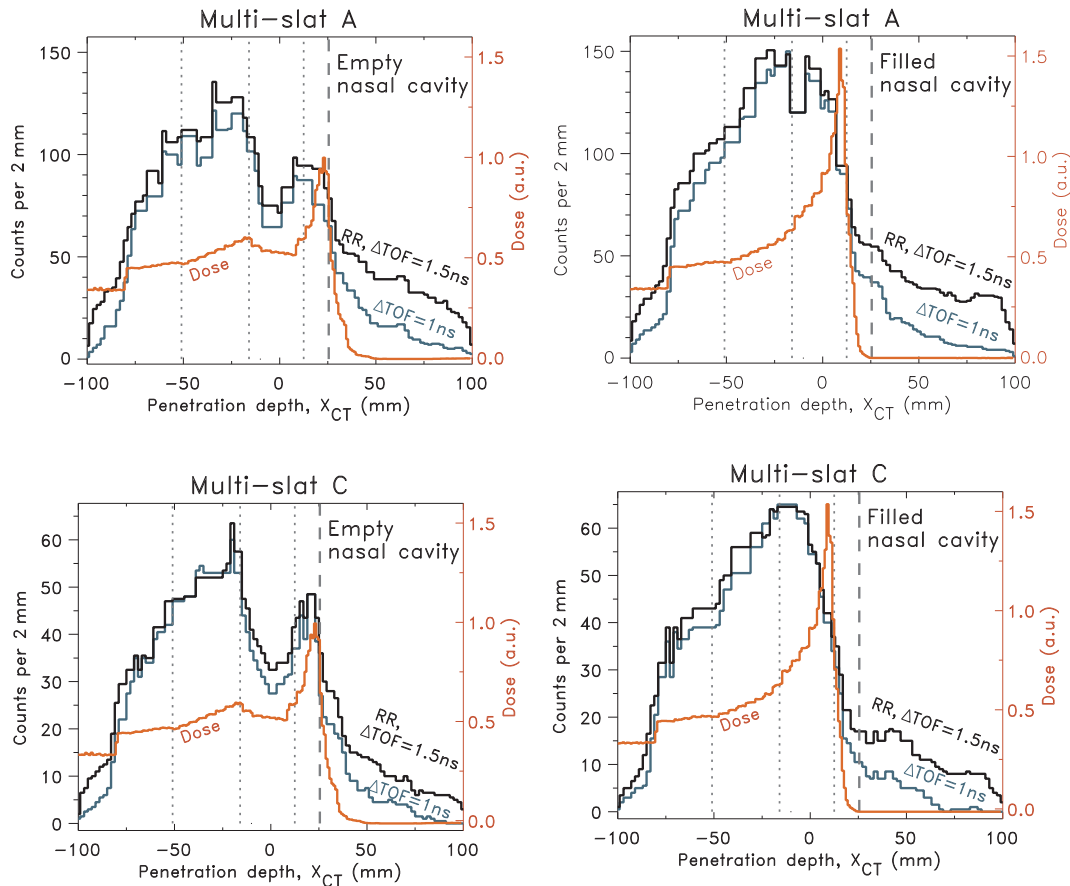 Multi-slat A
Counts per 2 mm
150
100
50
0
Empty
nasal cavity
RR, ΔTOF=1.5ns
ΔTOF=1ns
Dose
1.5
1.0
0.5
0.0
Dose (a.u.)
-100
-50
0
50
100
Penetration depth, X_CT (mm)
Multi-slat A
Counts per 2 mm
150
100
50
0
Filled
nasal cavity
RR, ΔTOF=1.5ns
ΔTOF=1ns
Dose
1.5
1.0
0.5
0.0
Dose (a.u.)
-100
-50
0
50
100
Penetration depth, X_CT (mm)
Multi-slat C
Counts per 2 mm
60
50
40
30
20
10
0
Empty
nasal cavity
RR,
ΔTOF=1.5ns
ΔTOF=1ns
Dose
1.5
1.0
0.5
0.0
Dose (a.u.)
-100
-50
0
50
100
Penetration depth, X_CT (mm)
Multi-slat C
Counts per 2 mm
60
50
40
30
20
10
0
Filled
nasal cavity
RR,
ΔTOF=1.5ns
ΔTOF=1ns
Dose
1.5
1.0
0.5
0.0
Dose (a.u.)
-100
-50
0
50
100
Penetration depth, X_CT (mm)